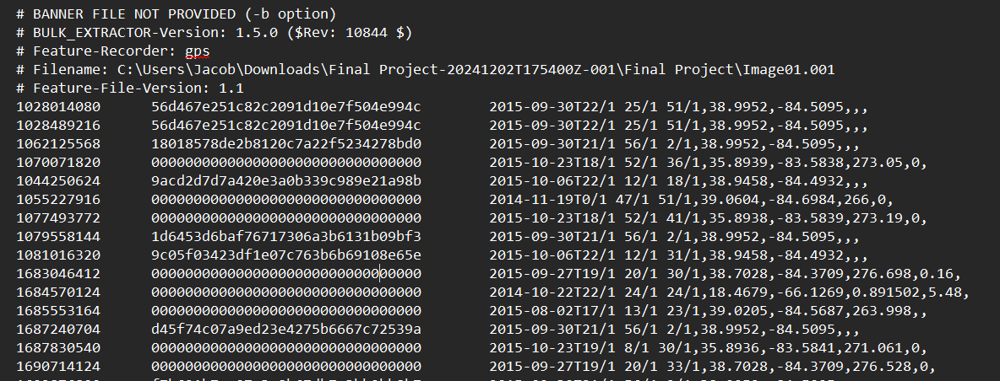 # BANNER FILE NOT PROVIDED (-b option)
# BULK_EXTRACTOR-Version: 1.5.0 ($Rev: 10844 $)
# Feature-Recorder: gps
# Filename: C:\Users\Jacob\Downloads\Final Project-20241202T175400Z-001\Final Project\Image01.001
# Feature-File-Version: 1.1
1028014080 56d467e251c82c2091d10e7f504e994c 2015-09-30T22/1 25/1 51/1,38.9952,-84.5095,,,
1028489216 56d467e251c82c2091d10e7f504e994c 2015-09-30T22/1 25/1 51/1,38.9952,-84.5095,,,
1062125568 18018578de2b8120c7a22f5234278bd0 2015-09-30T21/1 56/1 2/1,38.9952,-84.5095,,,
1070071820 00000000000000000000000000000000 2015-10-23T18/1 52/1 36/1,35.8939,-83.5838,273.05,0,
1044250624 9acd2d7d7a420e3a0b339c989e21a98b 2015-10-06T22/1 12/1 18/1,38.9458,-84.4932,,,
1055227916 00000000000000000000000000000000 2014-11-19T0/1 47/1 51/1,39.0604,-84.6984,266,0,
1077493772 00000000000000000000000000000000 2015-10-23T18/1 52/1 41/1,35.8938,-83.5839,273.19,0,
1079558144 1d6453d6baf76717306a3b6131b09bf3 2015-09-30T21/1 56/1 2/1,38.9952,-84.5095,,,
1081016320 9c05f03423df1e07c763b6b69108e65e 2015-10-06T22/1 12/1 31/1,38.9458,-84.4932,,,
1683046412 00000000000000000000000000000000 2015-09-27T19/1 20/1 30/1,38.7028,-84.3709,276.698,0.16,
1684570124 00000000000000000000000000000000 2014-10-22T22/1 24/1 24/1,18.4679,-66.1269,0.891502,5.48,
1685553164 00000000000000000000000000000000 2015-08-02T17/1 13/1 23/1,39.0205,-84.5687,263.998,,
1687240704 d45f74c07a9ed23e4275b6667c72539a 2015-09-30T21/1 56/1 2/1,38.9952,-84.5095,,,
1687830540 00000000000000000000000000000000 2015-10-23T19/1 8/1 30/1,35.8936,-83.5841,271.061,0,
1690714124 00000000000000000000000000000000 2015-09-27T19/1 20/1 33/1,38.7028,-84.3709,276.528,0,